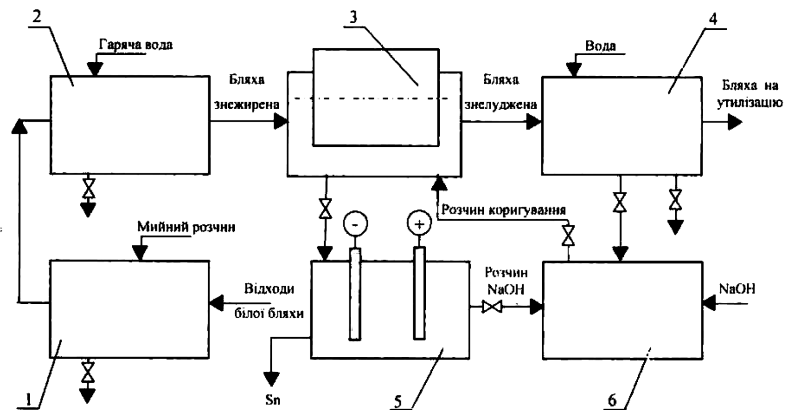 2
Гаряча вода
3
4
Вода
Бляха
знежирена
Бляха
знелуджена
Бляха на
утилізацію
Мийний розчин
Розчин коригування
-
+
Відходи
білої бляхи
Розчин
NaOH
NaOH
Sn
1
5
6